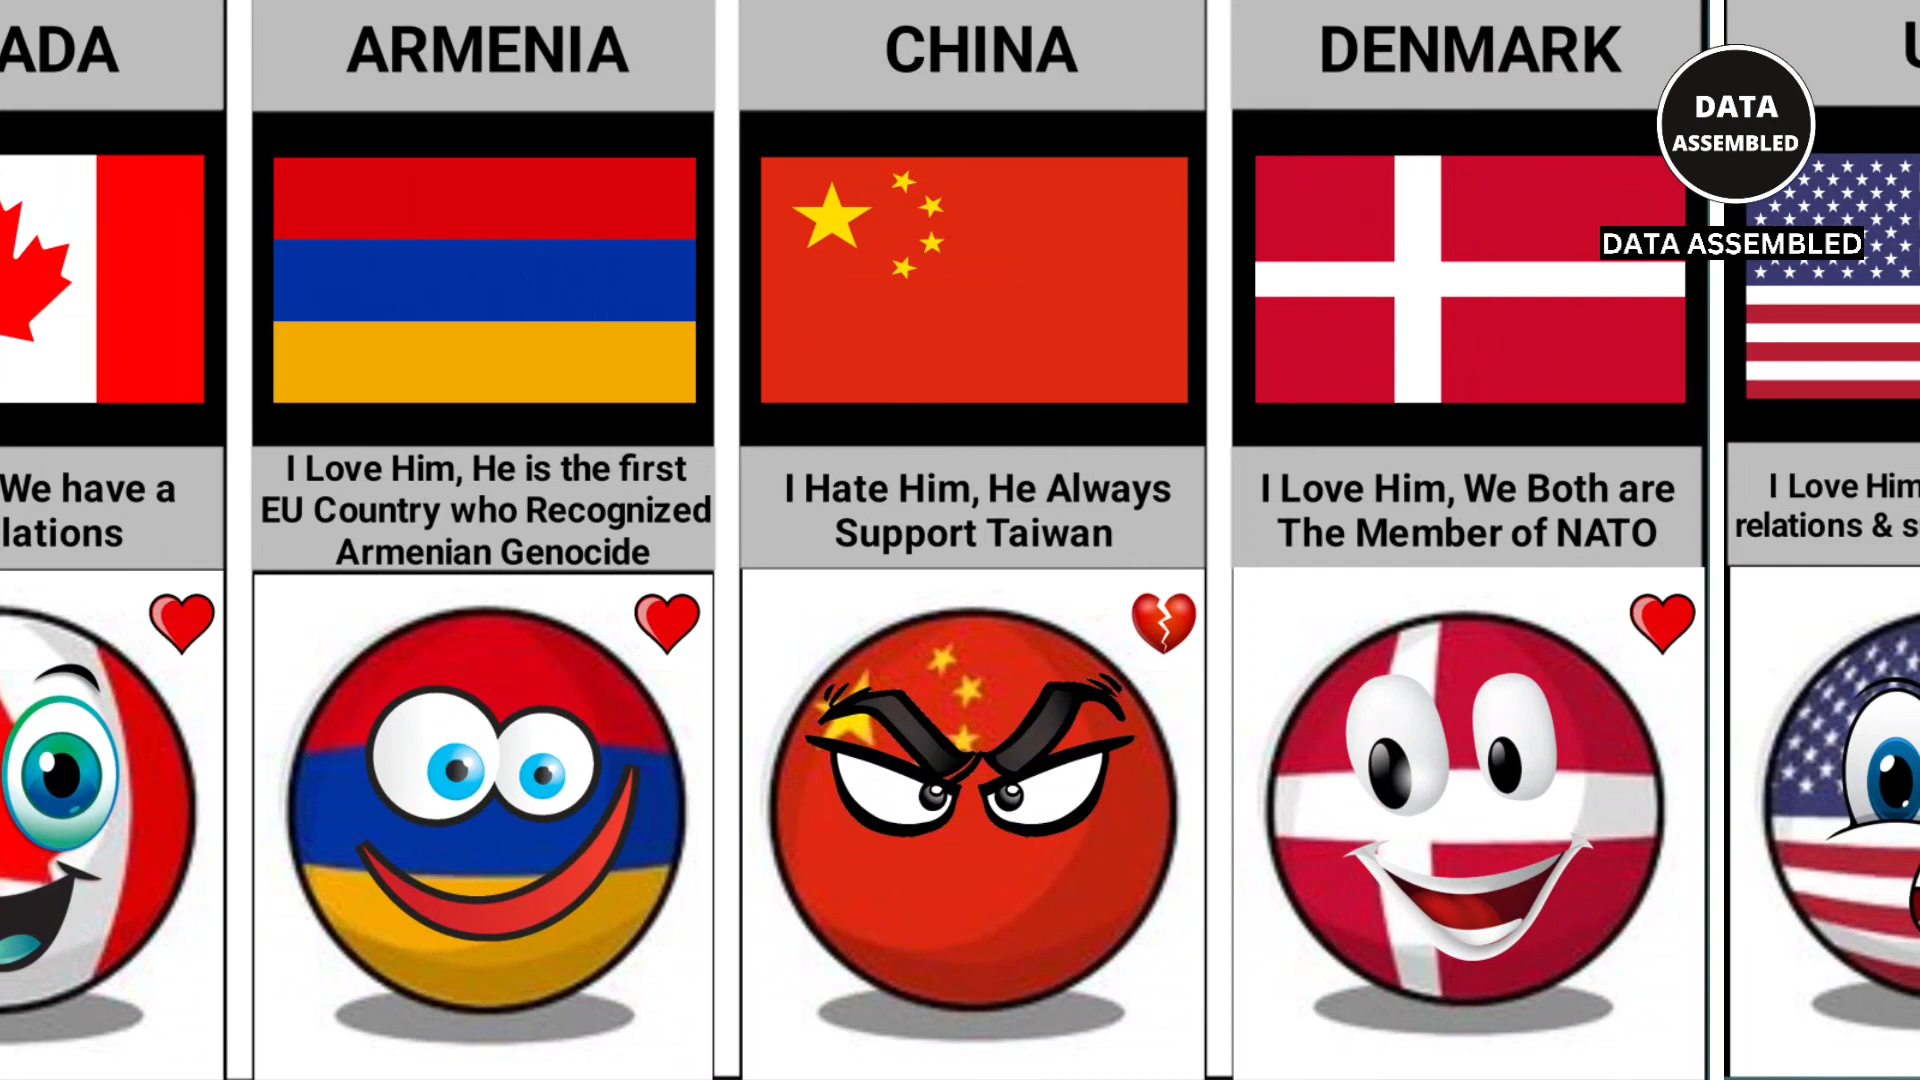 ADA
We have a
lations
ARMENIA
I Love Him, He is the first
EU Country who Recognized
Armenian Genocide
CHINA
I Hate Him, He Always
Support Taiwan
DENMARK
I Love Him, We Both are
The Member of NATO
DATA
ASSEMBLED
DATA ASSEMBLED
I Love Him
relations & s